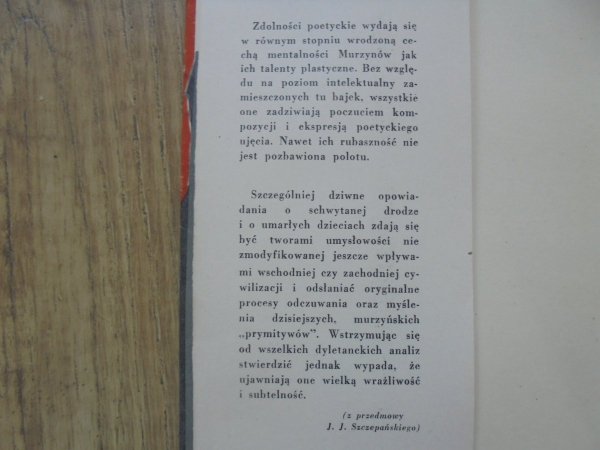 Zdolności poetyckie wydają się
w równym stopniu wrodzoną ce-
chą mentalności Murzynów jak
ich talenty plastyczne. Bez wzglę-
du na poziom intelektualny za-
mieszczonych tu bajek, wszystkie
one zadziwiają poczuciem kom-
pozycji i ekspresją poetyckiego
ujęcia. Nawet ich rubaszność nie
jest pozbawiona polotu.
Szczególniej dziwne opowia-
dania o schwytanej drodze
i o umarłych dzieciach zdają się
być tworami umysłowości nie
zmodyfikowanej jeszcze wpływa-
mi wschodniej czy zachodniej cy-
wilizacji i odsłaniać oryginalne
procesy odczuwania oraz myśle-
nia dzisiejszych, murzyńskich
„prymitywów”. Wstrzymując się
od wszelkich dyletanckich analiz
stwierdzić jednak wypada, że
ujawniają one wielką wrażliwość
i subtelność.
(z przedmowy
J. J. Szczepańskiego)